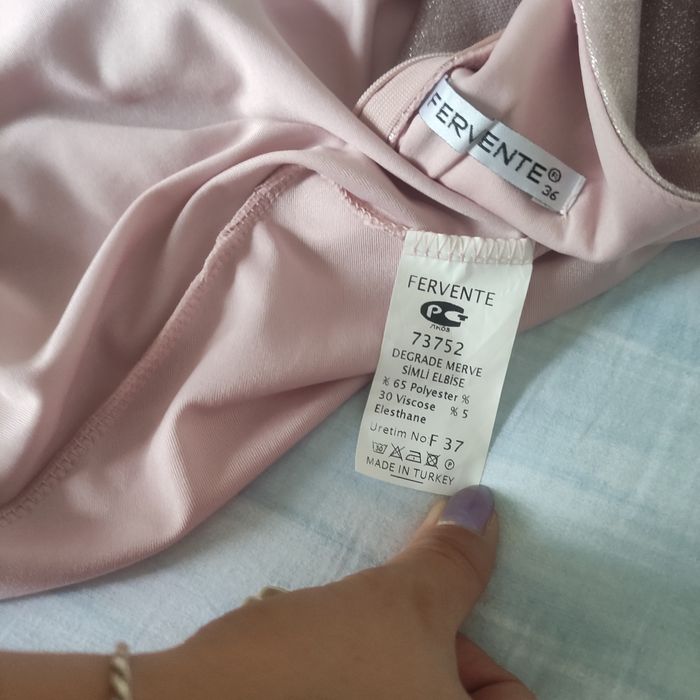 FERVENTE®
36
FERVENTE
PG
73752
DEGRADE MERVE
SİMLİ ELBİSE
% 65 Polyester %
30 Viscose % 5
Elesthane
Uretim No F 37
MADE IN TURKEY